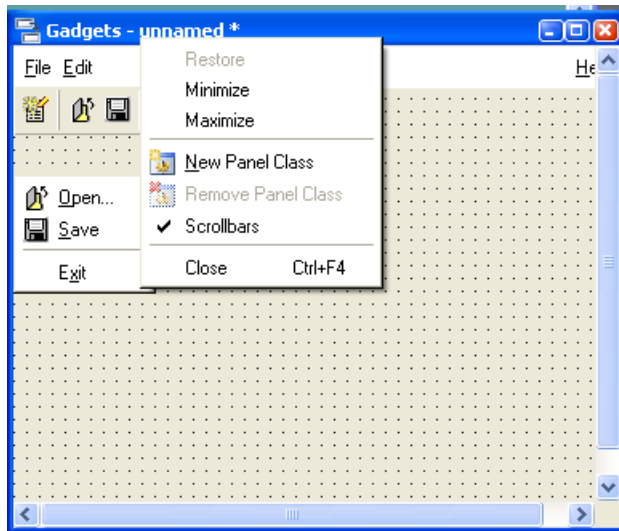 Gadgets - unnamed *
File Edit He
Restore
Minimize
Maximize
New Panel Class
Remove Panel Class
Scrollbars
Close Ctrl+F4
Open...
Save
Exit